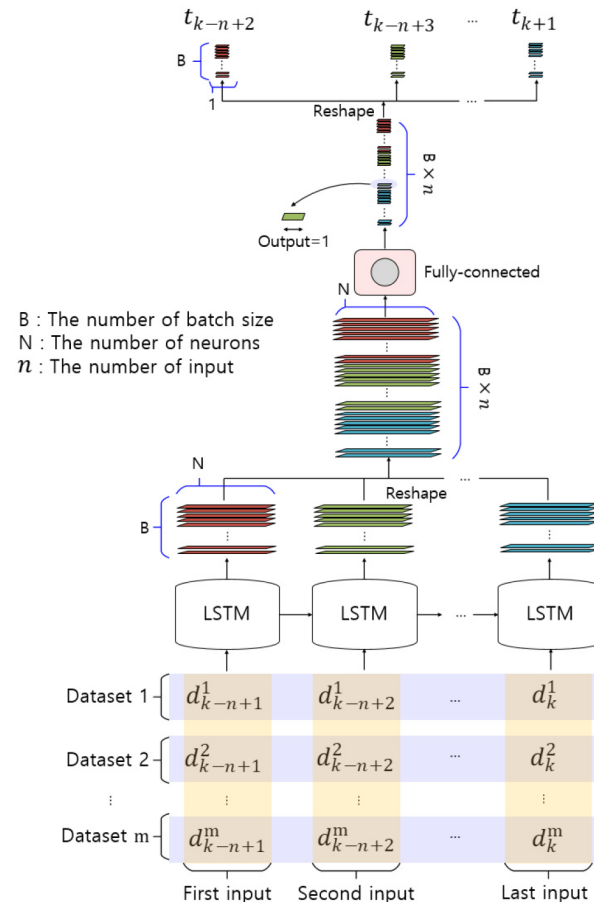 t_{k-n+2} t_{k-n+3} ... t_{k+1}
B
1
Reshape
B × n
Output=1
Fully-connected
N
B : The number of batch size
N : The number of neurons
n : The number of input
B × n
N
Reshape
B
LSTM LSTM ... LSTM
Dataset 1 d^1_{k-n+1} d^1_{k-n+2} ... d^1_k
Dataset 2 d^2_{k-n+1} d^2_{k-n+2} d^2_k
Dataset m d^m_{k-n+1} d^m_{k-n+2} ... d^m_k
First input Second input Last input